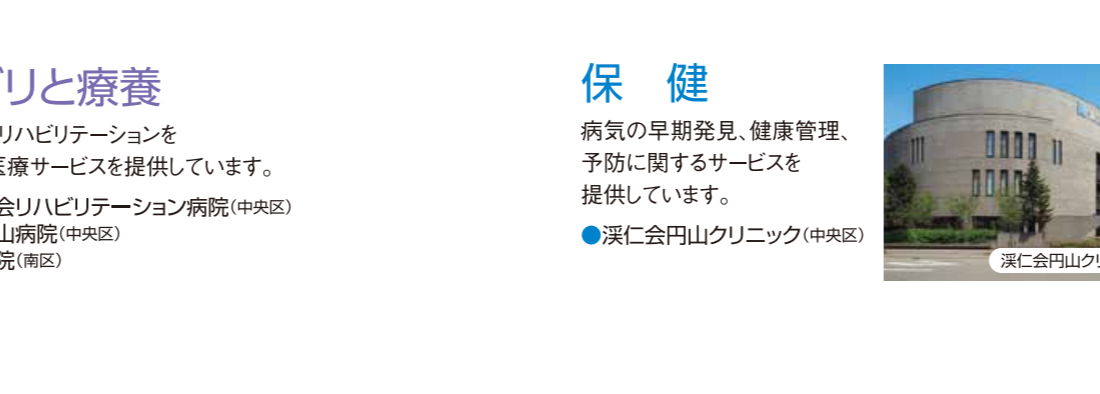 リと療養
リハビリテーションを
医療サービスを提供しています。
会リハビリテーション病院(中央区)
山病院(中央区)
院(南区)
保　健
病気の早期発見、健康管理、
予防に関するサービスを
提供しています。
●渓仁会円山クリニック(中央区)
渓仁会円山ク